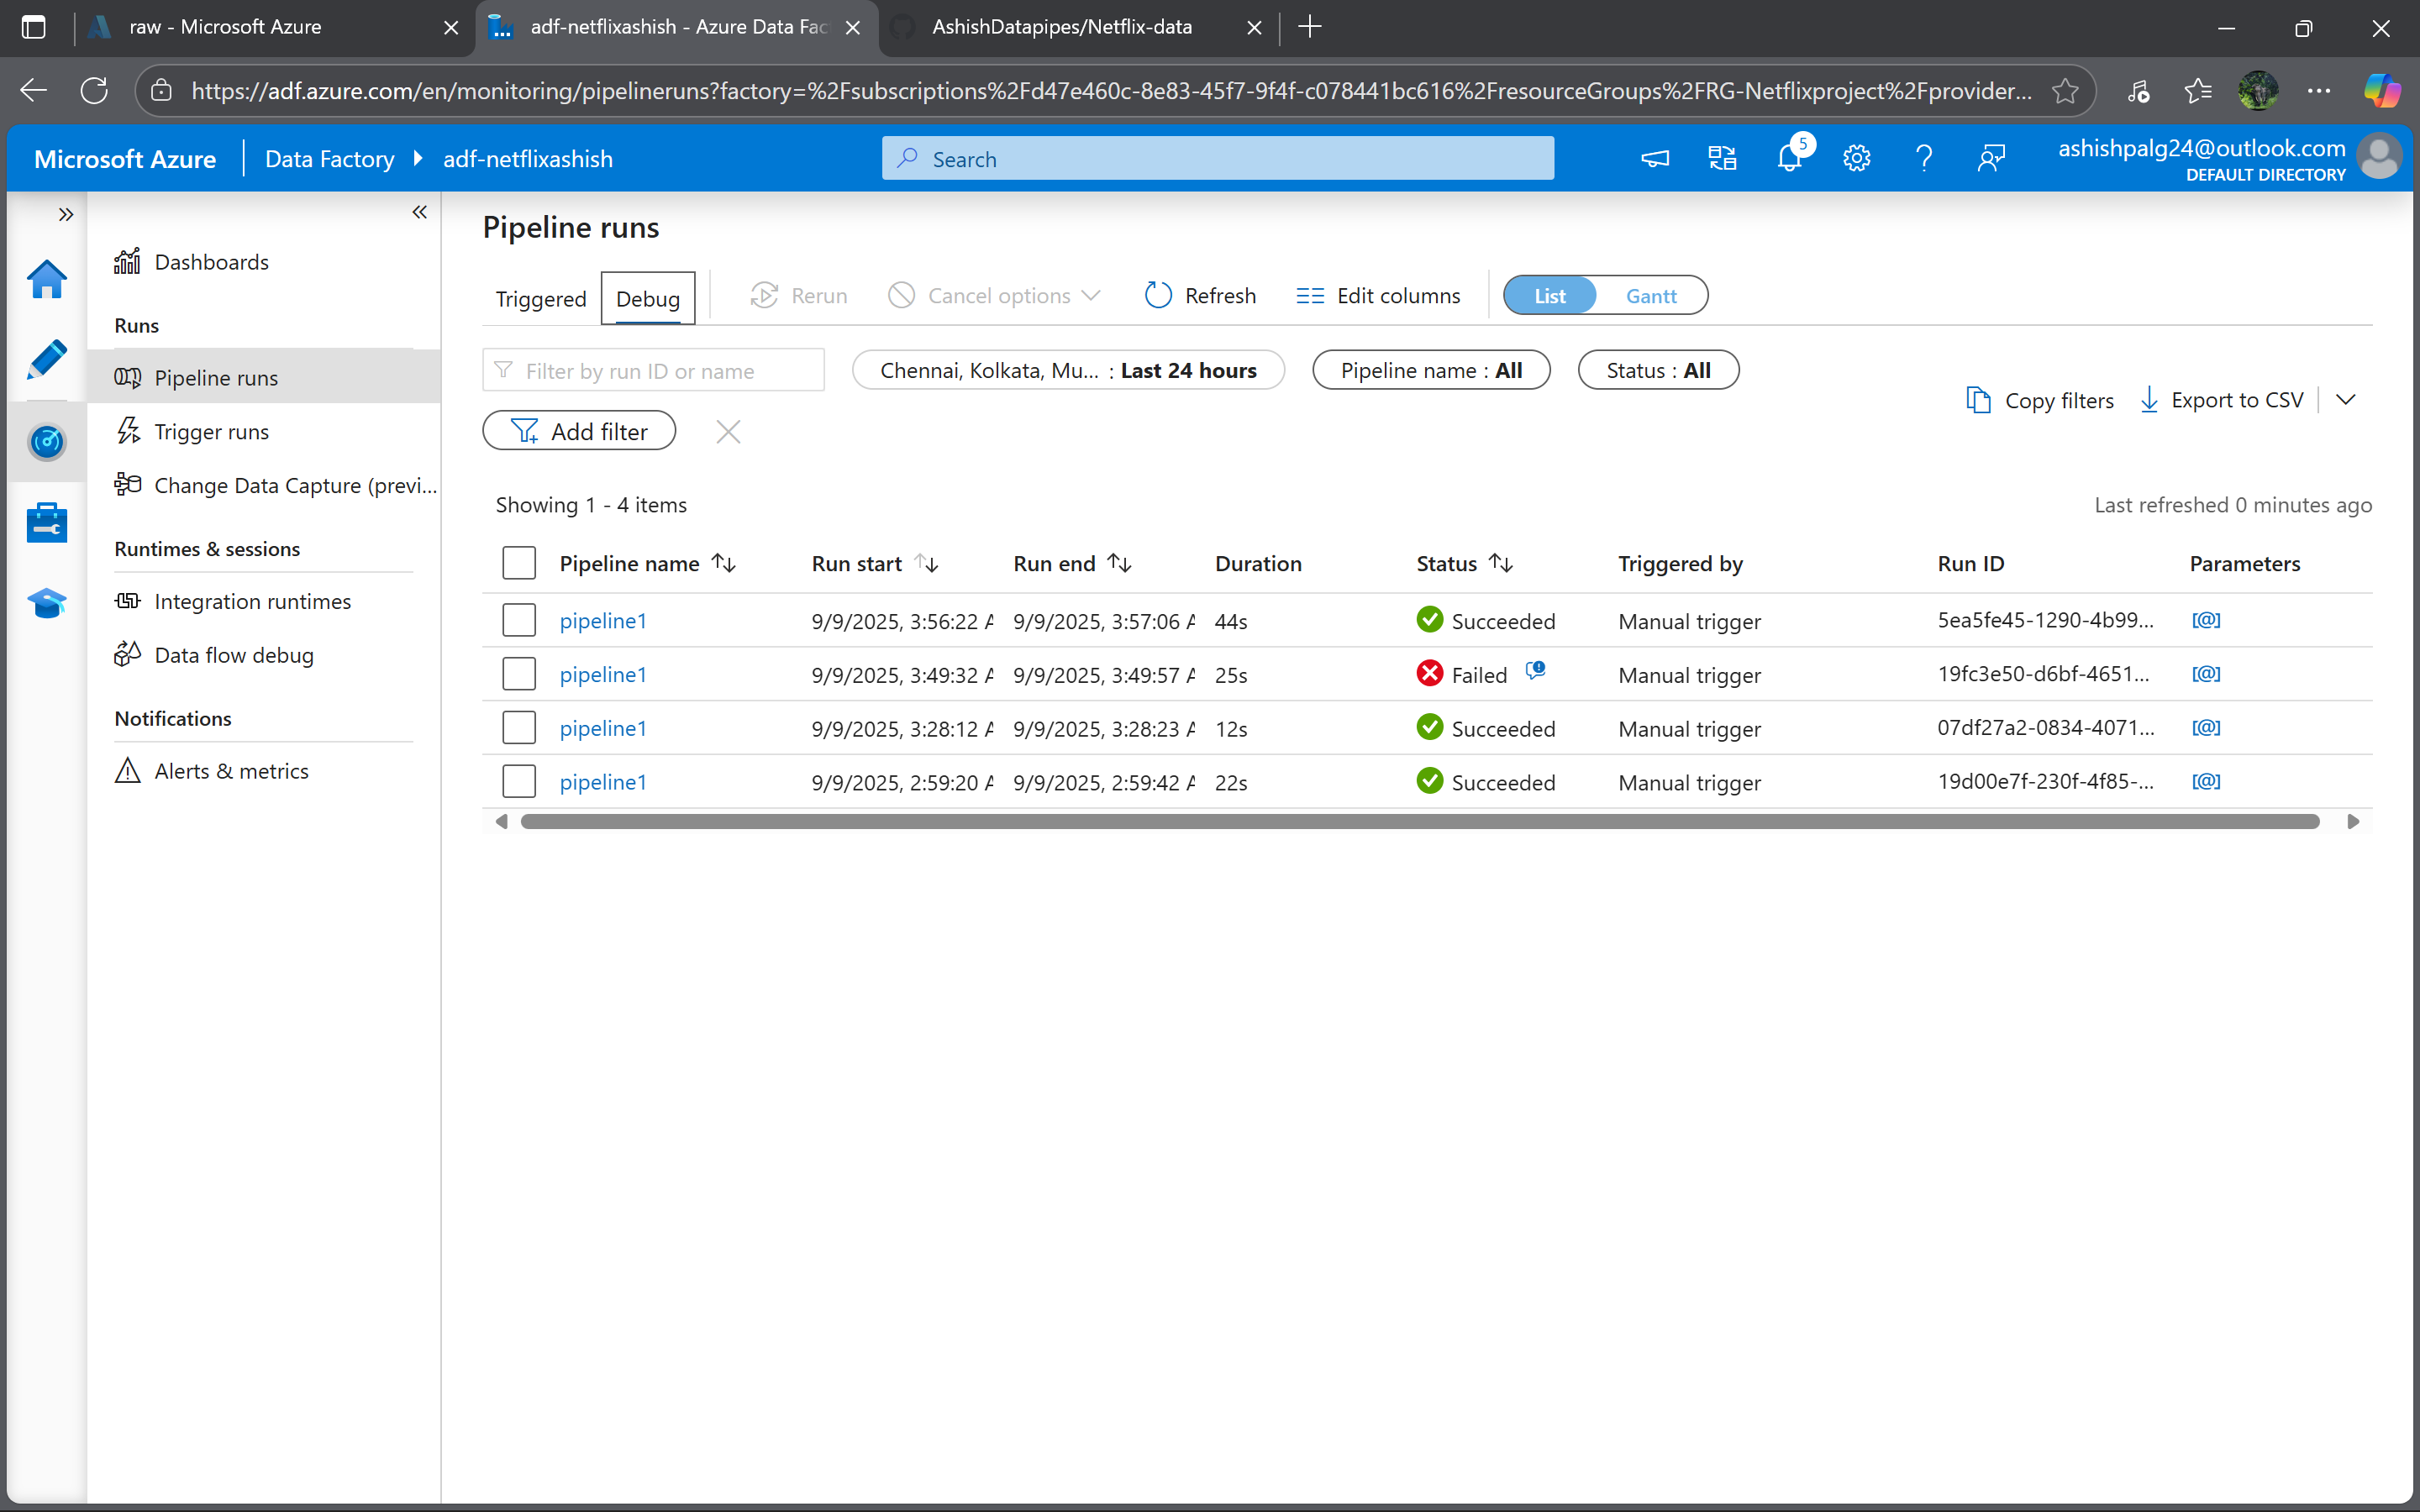 raw - Microsoft Azure
adf-netflixashish - Azure Data Fac
AshishDatapipes/Netflix-data
https://adf.azure.com/en/monitoring/pipelineruns?factory=%2Fsubscriptions%2Fd47e460c-8e83-45f7-9f4f-c078441bc616%2FresourceGroups%2FRG-Netflixproject%2Fprovider...
Microsoft Azure
Data Factory
adf-netflixashish
Search
5
ashishpalg24@outlook.com
DEFAULT DIRECTORY
Dashboards
Runs
Pipeline runs
Trigger runs
Change Data Capture (previ...
Runtimes & sessions
Integration runtimes
Data flow debug
Notifications
Alerts & metrics
Pipeline runs
Triggered Debug Rerun Cancel options Refresh Edit columns List Gantt
Filter by run ID or name Chennai, Kolkata, Mu... : Last 24 hours Pipeline name : All Status : All
Add filter
Copy filters Export to CSV
Showing 1 - 4 items
Last refreshed 0 minutes ago
Pipeline name Run start Run end Duration Status Triggered by Run ID Parameters
pipeline1 9/9/2025, 3:56:22 A 9/9/2025, 3:57:06 A 44s Succeeded Manual trigger 5ea5fe45-1290-4b99... [@]
pipeline1 9/9/2025, 3:49:32 A 9/9/2025, 3:49:57 A 25s Failed Manual trigger 19fc3e50-d6bf-4651... [@]
pipeline1 9/9/2025, 3:28:12 A 9/9/2025, 3:28:23 A 12s Succeeded Manual trigger 07df27a2-0834-4071... [@]
pipeline1 9/9/2025, 2:59:20 A 9/9/2025, 2:59:42 A 22s Succeeded Manual trigger 19d00e7f-230f-4f85-... [@]